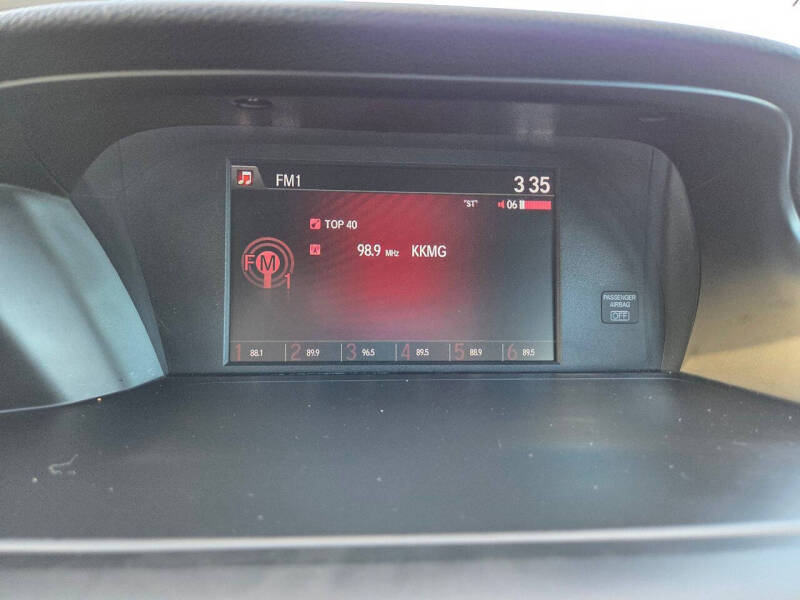 FM1
3 35
"ST"
06
TOP 40
98.9 MHz KKMG
FM
1
PASSENGER
AIRBAG
OFF
1 88.1 2 89.9 3 96.5 4 89.5 5 88.9 6 89.5